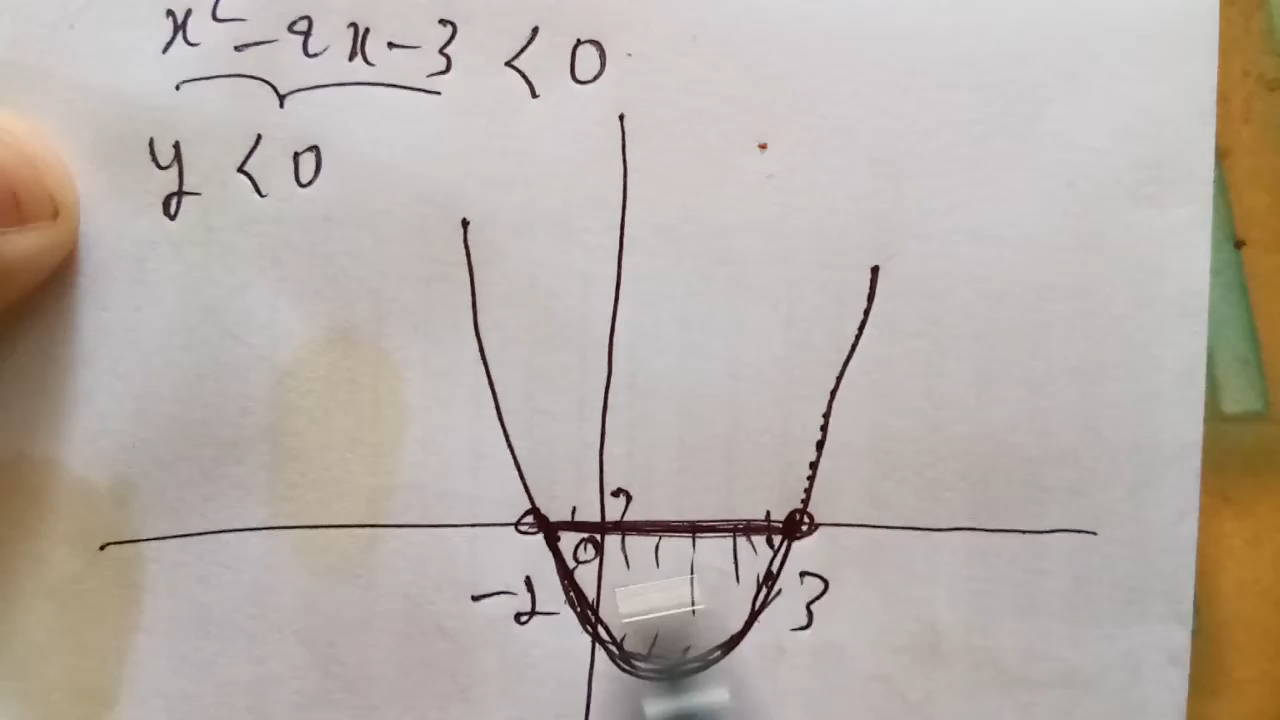 x² - 2x - 3 < 0
y < 0
0
-1
3